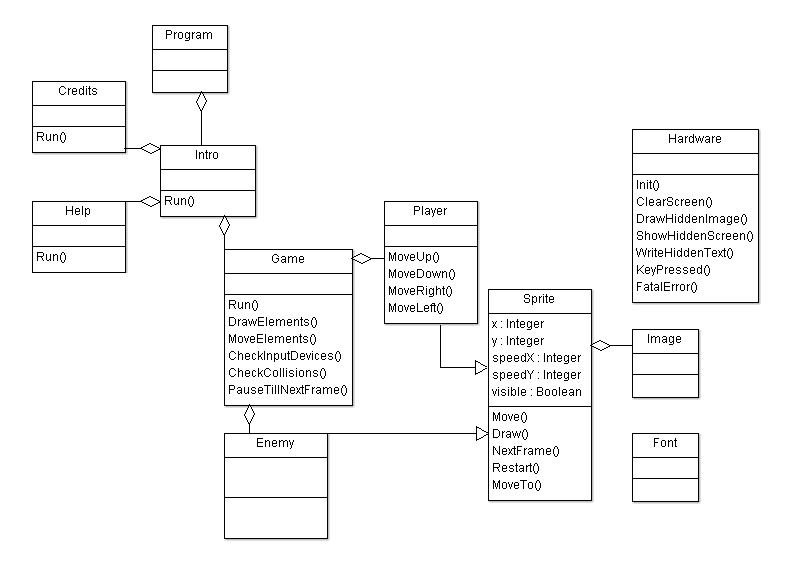 Program
Credits
Run()
Intro
Run()
Help
Run()
Game
Run()
DrawElements()
MoveElements()
CheckInputDevices()
CheckCollisions()
PauseTillNextFrame()
Enemy
Player
MoveUp()
MoveDown()
MoveRight()
MoveLeft()
Sprite
x : Integer
y : Integer
speedX : Integer
speedY : Integer
visible : Boolean
Move()
Draw()
NextFrame()
Restart()
MoveTo()
Hardware
Init()
ClearScreen()
DrawHiddenImage()
ShowHiddenScreen()
WriteHiddenText()
KeyPressed()
FatalError()
Image
Font